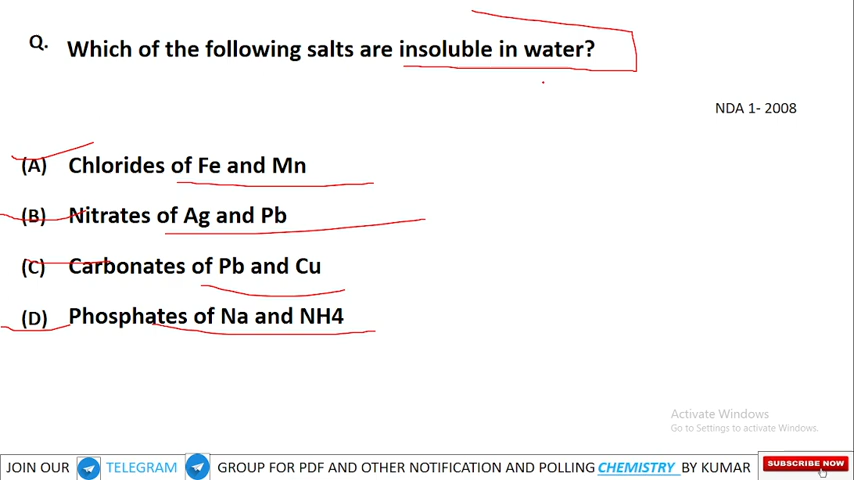 Q. Which of the following salts are insoluble in water?
NDA 1- 2008
(A) Chlorides of Fe and Mn
(B) Nitrates of Ag and Pb
(C) Carbonates of Pb and Cu
(D) Phosphates of Na and NH4
Activate Windows
Go to Settings to activate Windows.
JOIN OUR TELEGRAM GROUP FOR PDF AND OTHER NOTIFICATION AND POLLING CHEMISTRY BY KUMAR SUBSCRIBE NOW